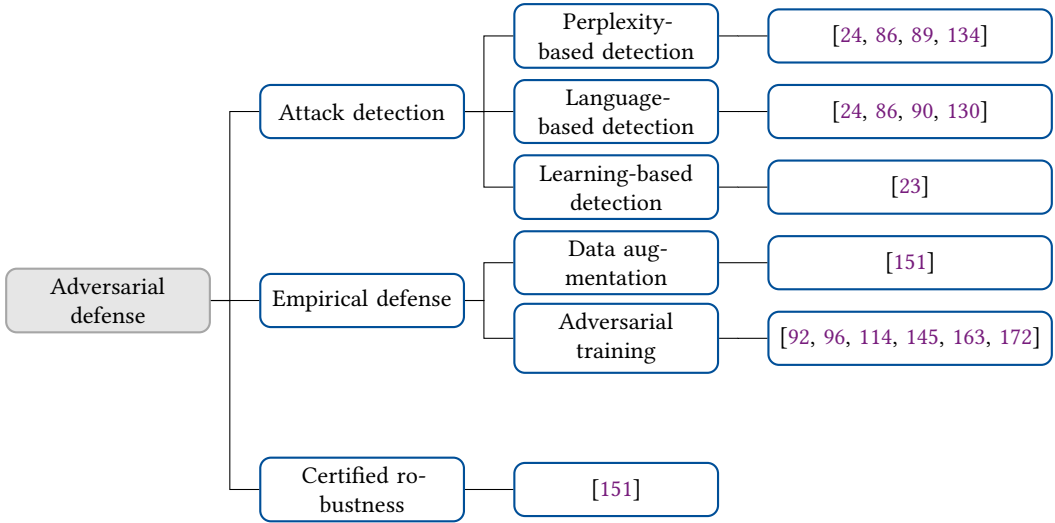 Adversarial
defense
Attack detection
Perplexity-
based detection
[24, 86, 89, 134]
Language-
based detection
[24, 86, 90, 130]
Learning-based
detection
[23]
Empirical defense
Data aug-
mentation
[151]
Adversarial
training
[92, 96, 114, 145, 163, 172]
Certified ro-
bustness
[151]